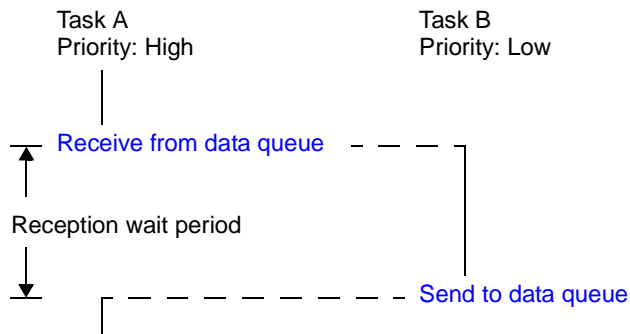 Task A
Priority: High
Task B
Priority: Low
Receive from data queue
Reception wait period
Send to data queue